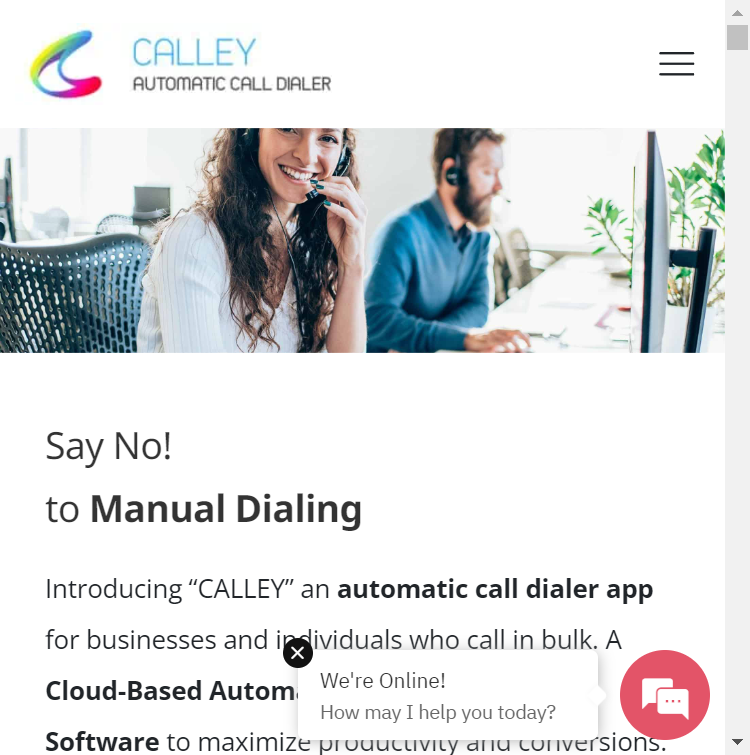 CALLEY
AUTOMATIC CALL DIALER
Say No!
to Manual Dialing
Introducing “CALLEY” an automatic call dialer app
for businesses and individuals who call in bulk. A
Cloud-Based Autom
Software to maximize productivity and conversions.
We're Online!
How may I help you today?